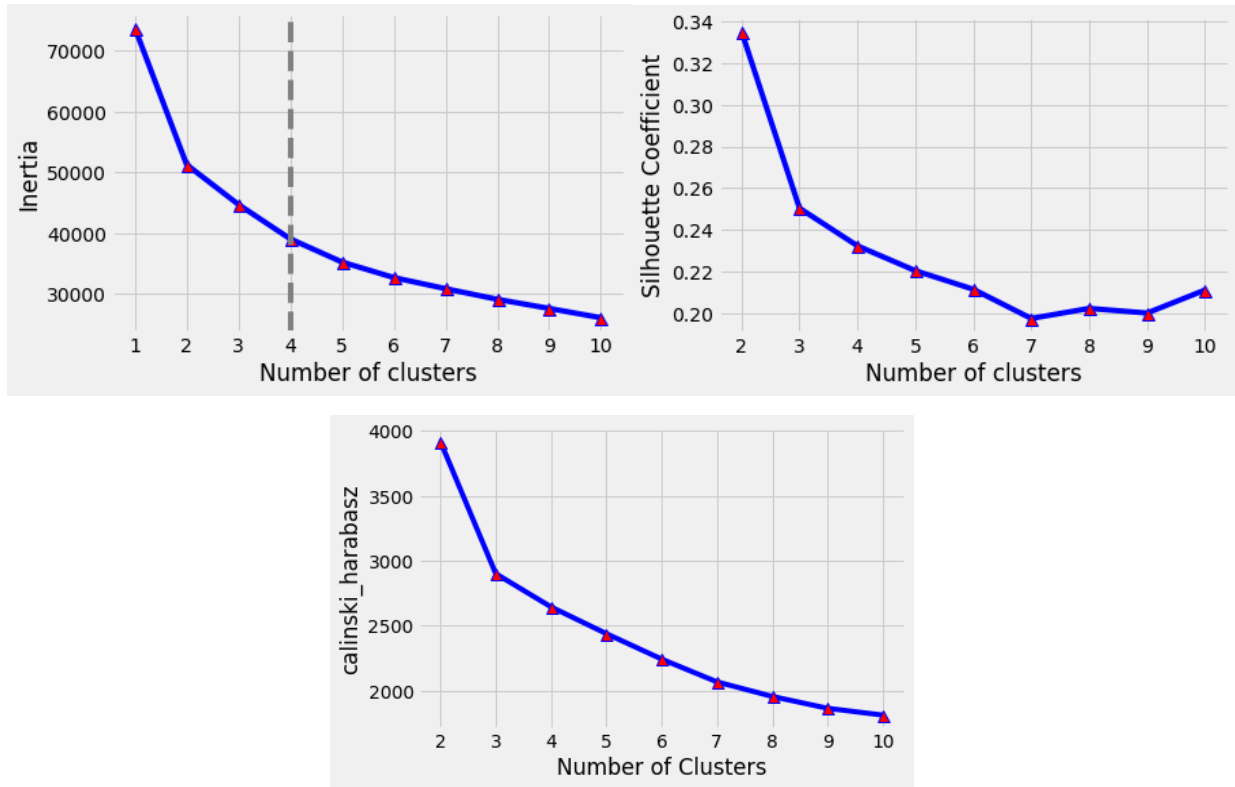 70000
60000
50000
40000
30000
Inertia
1 2 3 4 5 6 7 8 9 10
Number of clusters
0.34
0.32
0.30
0.28
0.26
0.24
0.22
0.20
Silhouette Coefficient
2 3 4 5 6 7 8 9 10
Number of clusters
4000
3500
3000
2500
2000
calinski_harabasz
2 3 4 5 6 7 8 9 10
Number of Clusters